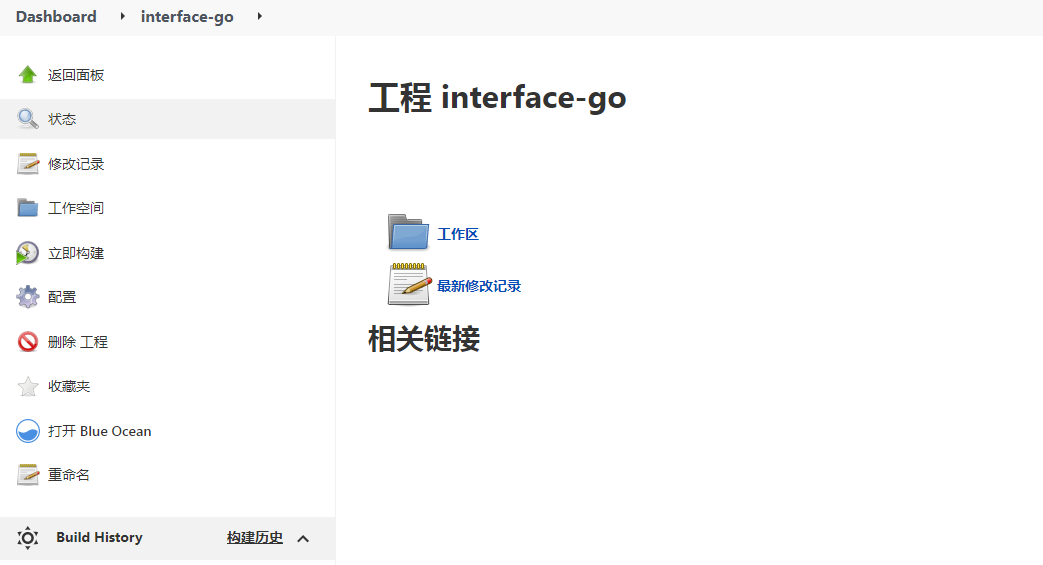 Dashboard interface-go
返回面板
状态
修改记录
工作空间
立即构建
配置
删除 工程
收藏夹
打开 Blue Ocean
重命名
Build History 构建历史
工程 interface-go
工作区
最新修改记录
相关链接